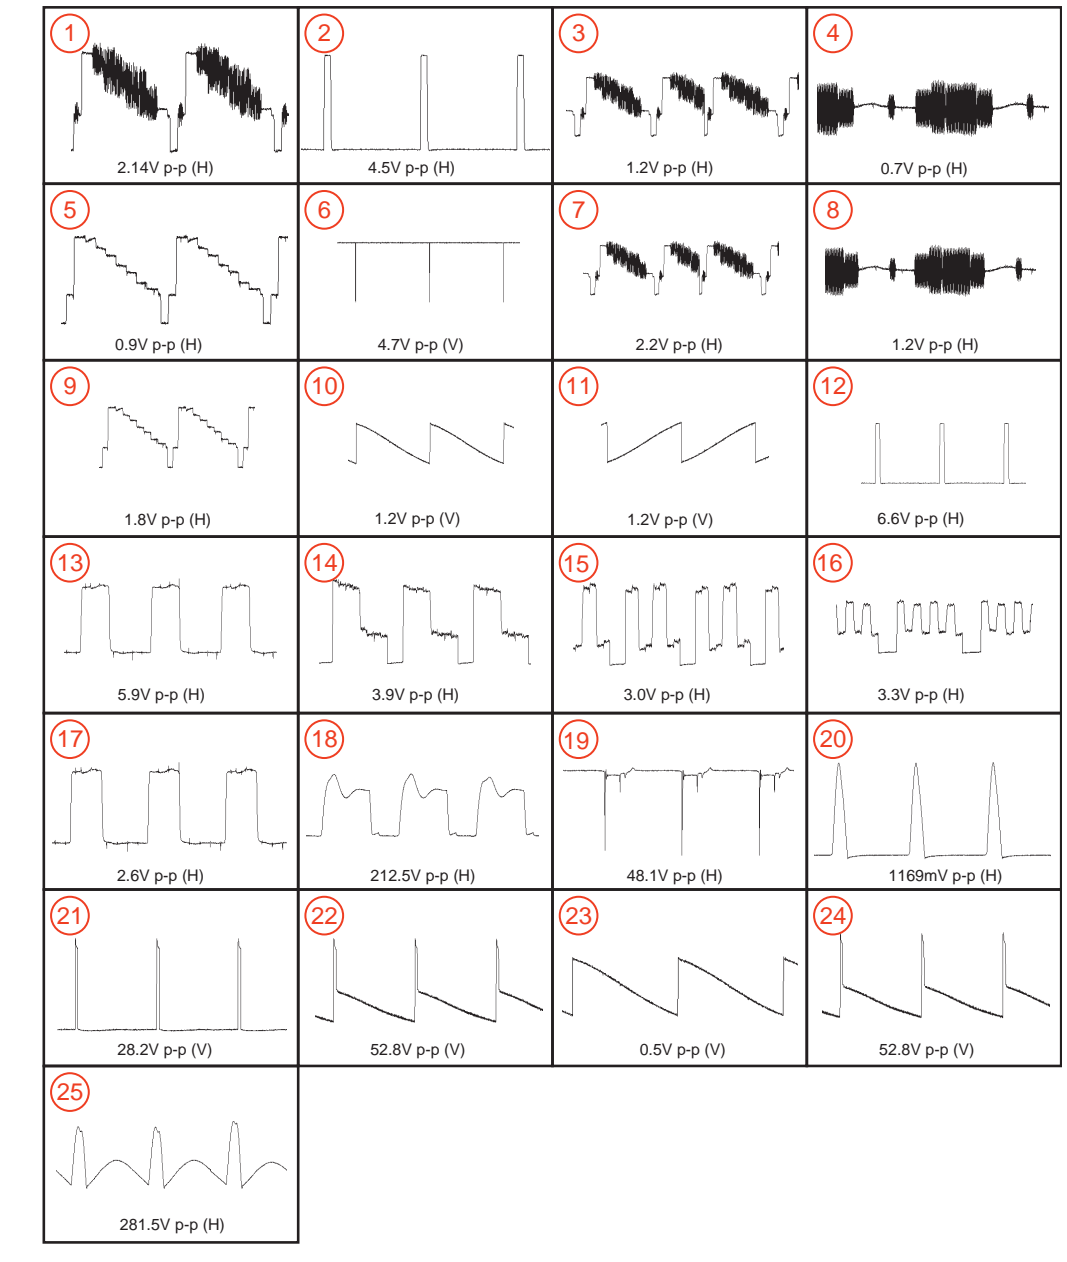 1
2.14V p-p (H)
2
4.5V p-p (H)
3
1.2V p-p (H)
4
0.7V p-p (H)
5
0.9V p-p (H)
6
4.7V p-p (V)
7
2.2V p-p (H)
8
1.2V p-p (H)
9
1.8V p-p (H)
10
1.2V p-p (V)
11
1.2V p-p (V)
12
6.6V p-p (H)
13
5.9V p-p (H)
14
3.9V p-p (H)
15
3.0V p-p (H)
16
3.3V p-p (H)
17
2.6V p-p (H)
18
212.5V p-p (H)
19
48.1V p-p (H)
20
1169mV p-p (H)
21
28.2V p-p (V)
22
52.8V p-p (V)
23
0.5V p-p (V)
24
52.8V p-p (V)
25
281.5V p-p (H)